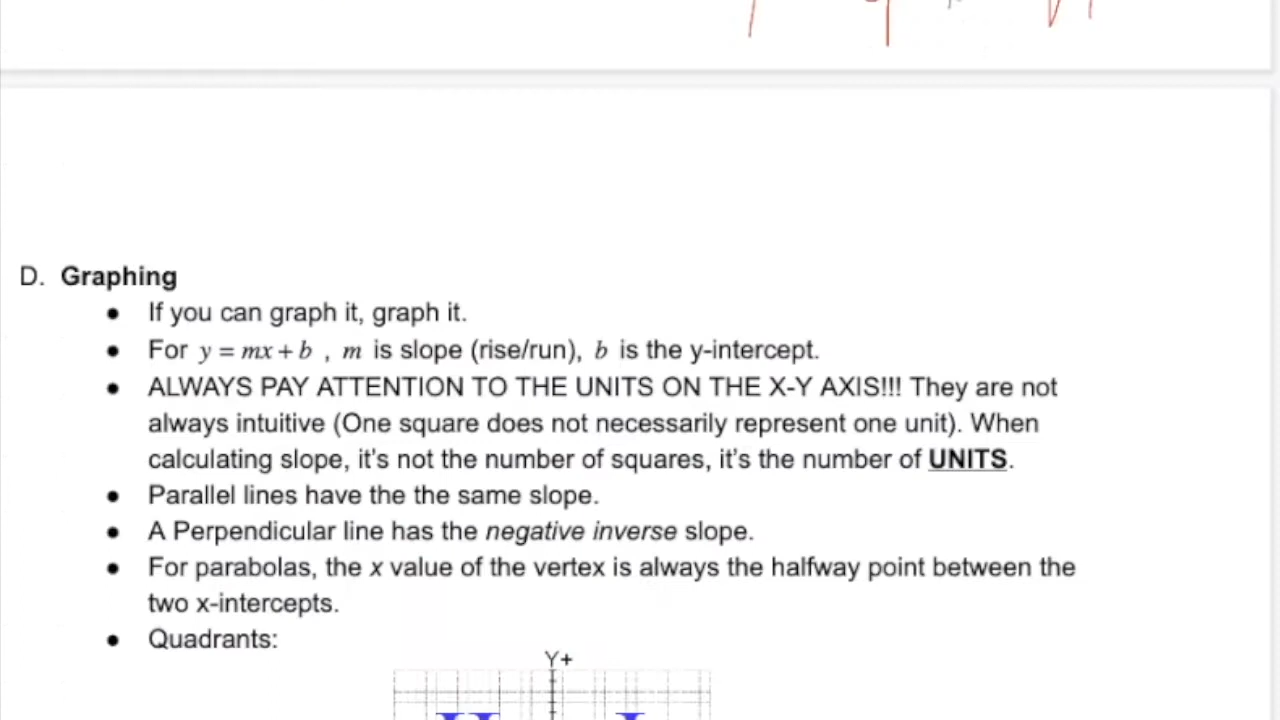 D. Graphing
● If you can graph it, graph it.
● For y = mx + b , m is slope (rise/run), b is the y-intercept.
● ALWAYS PAY ATTENTION TO THE UNITS ON THE X-Y AXIS!!! They are not
always intuitive (One square does not necessarily represent one unit). When
calculating slope, it's not the number of squares, it's the number of UNITS.
● Parallel lines have the the same slope.
● A Perpendicular line has the negative inverse slope.
● For parabolas, the x value of the vertex is always the halfway point between the
two x-intercepts.
● Quadrants:
Y+